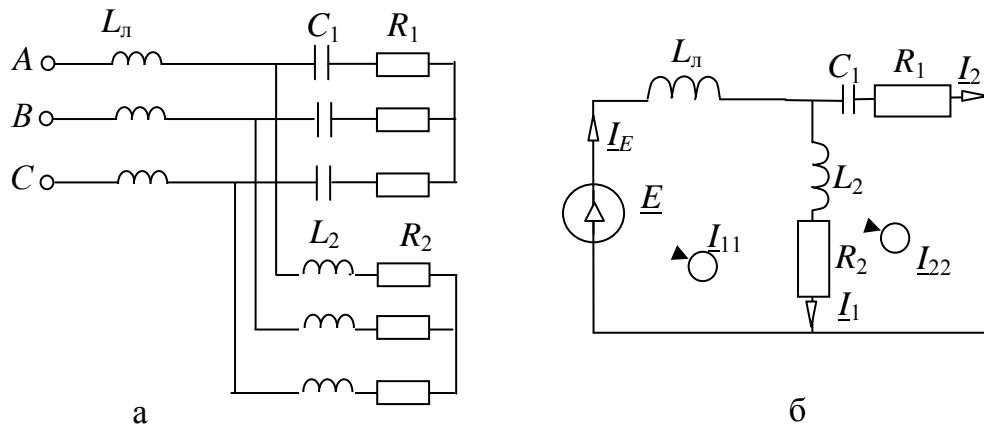 Lл C1 R1
A
B
C
L2 R2
а
Lл C1 R1 I2
IE
E
L2
I11
R2 I22
I1
б